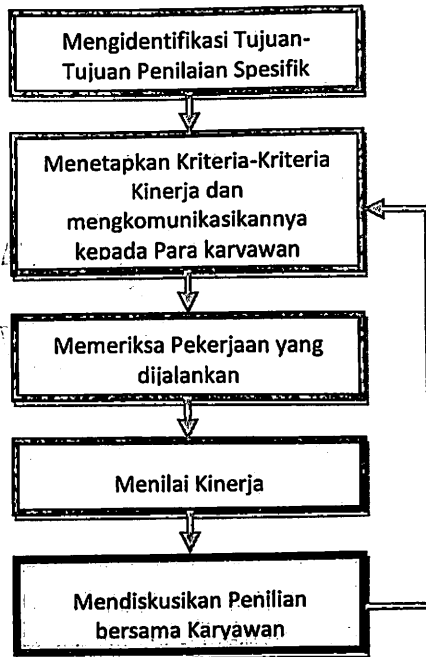 Mengidentifikasi Tujuan-
Tujuan Penilaian Spesifik
Menetapkan Kriteria-Kriteria
Kinerja dan
mengkomunikasikannya
kepada Para karyawan
Memeriksa Pekerjaan yang
dijalankan
Menilai Kinerja
Mendiskusikan Penilian
bersama Karyawan